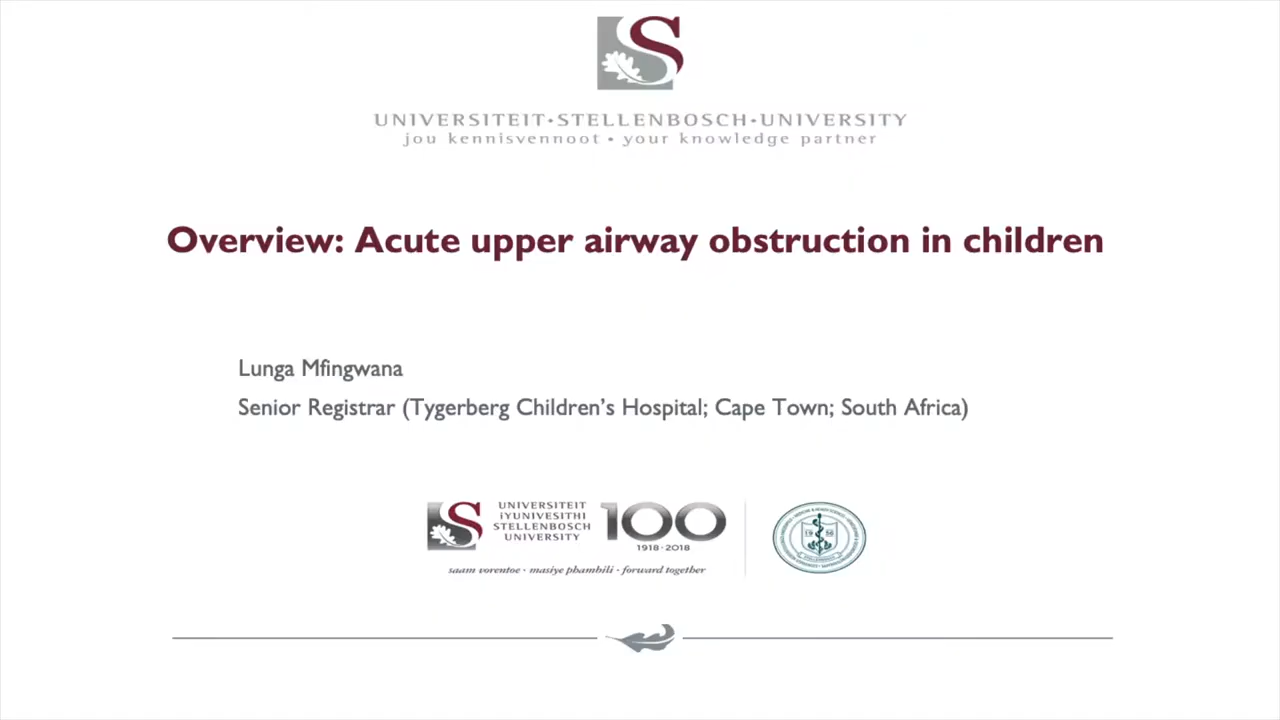 S
UNIVERSITEIT•STELLENBOSCH•UNIVERSITY
jou kennisvennoot • your knowledge partner
Overview: Acute upper airway obstruction in children
Lunga Mfingwana
Senior Registrar (Tygerberg Children’s Hospital; Cape Town; South Africa)
S
UNIVERSITEIT
iYUNIVESITHI
STELLENBOSCH
UNIVERSITY
100
1918·2018
saam vorentoe · masiye phambili · forward together